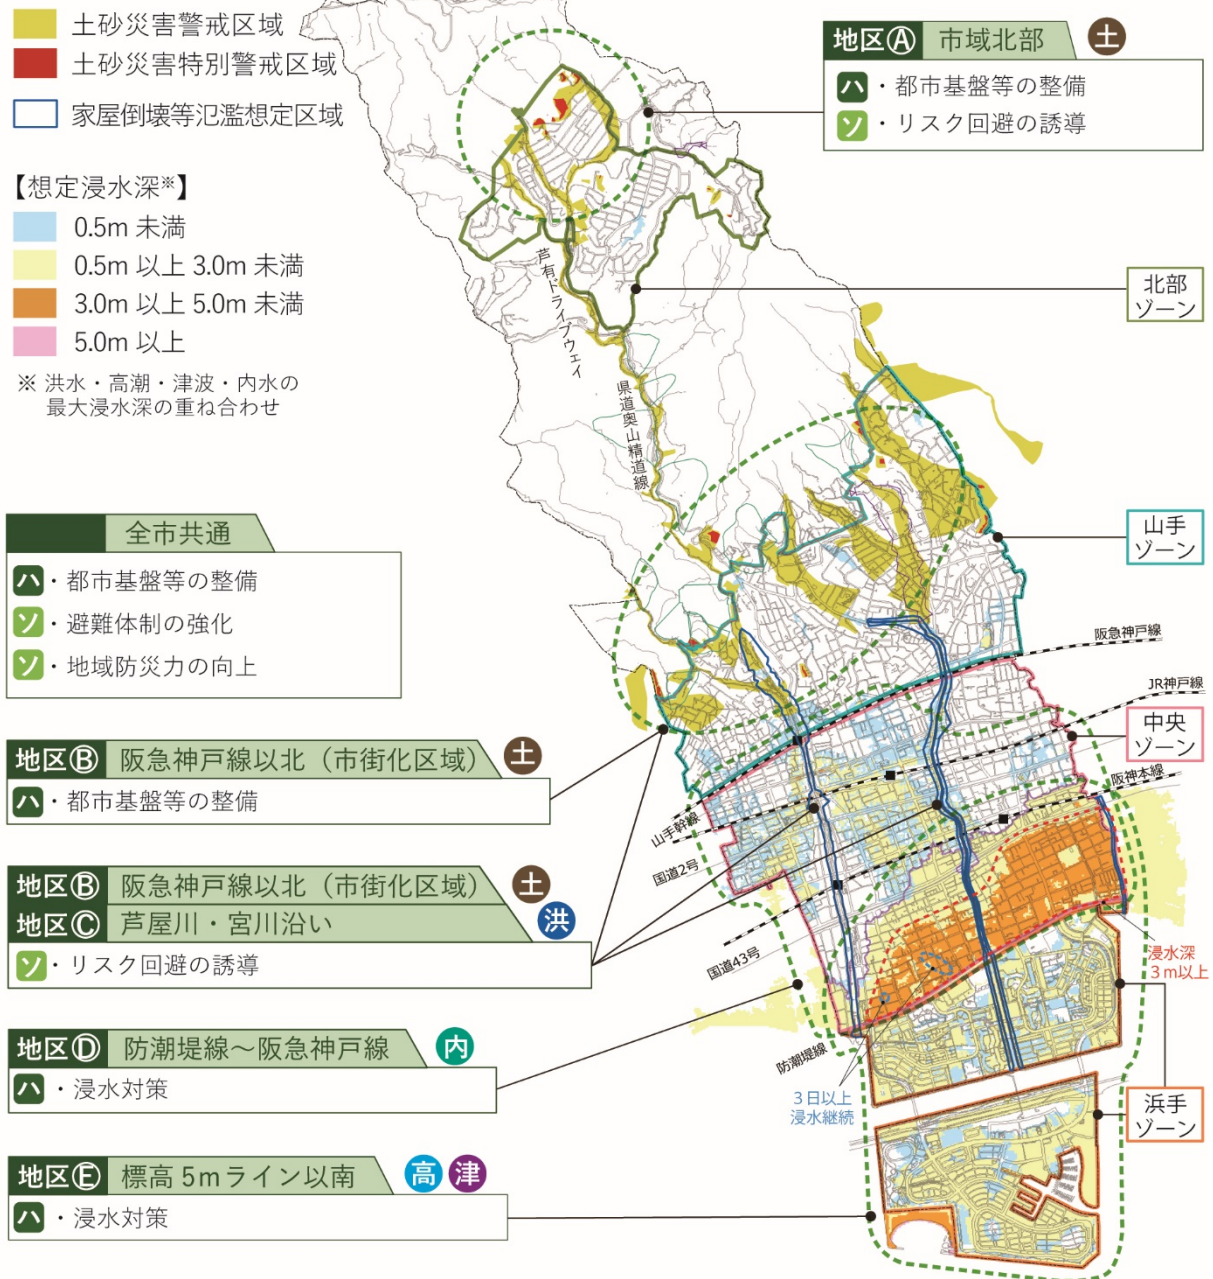 土砂災害警戒区域
土砂災害特別警戒区域
家屋倒壊等氾濫想定区域
【想定浸水深※】
0.5m 未満
0.5m 以上 3.0m 未満
3.0m 以上 5.0m 未満
5.0m 以上
※ 洪水・高潮・津波・内水の
最大浸水深の重ね合わせ
地区Ⓐ 市域北部 土
ハ ・都市基盤等の整備
ソ ・リスク回避の誘導
北部
ゾーン
芦有ドライブウェイ
県道奥山精道線
全市共通
ハ ・都市基盤等の整備
ソ ・避難体制の強化
ソ ・地域防災力の向上
山手
ゾーン
阪急神戸線
JR神戸線
中央
ゾーン
阪神本線
地区Ⓑ 阪急神戸線以北（市街化区域） 土
ハ ・都市基盤等の整備
山手幹線
国道2号
国道43号
地区Ⓑ 阪急神戸線以北（市街化区域） 土
地区Ⓒ 芦屋川・宮川沿い 洪
ソ ・リスク回避の誘導
浸水深
3m以上
防潮堤線
3日以上
浸水継続
地区Ⓓ 防潮堤線～阪急神戸線 内
ハ ・浸水対策
浜手
ゾーン
地区Ⓔ 標高 5mライン以南 高 津
ハ ・浸水対策